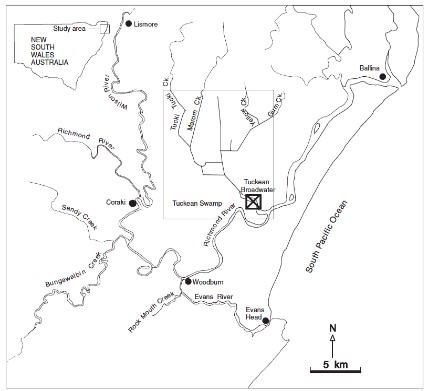 Study area
NEW
SOUTH
WALES
AUSTRALIA
Lismore
Wilson
River
Ballina
Tucki
Tucki
Ck.
Marom Ck.
Yellow
Ck.
Gum Ck.
Richmond
River
Tuckean
Broadwater
Tuckean Swamp
Coraki
Sandy Creek
Richmond River
South Pacific Ocean
Bungawalbin Creek
Woodburn
Evans River
Rock Mouth Creek
Evans
Head
N
5 km